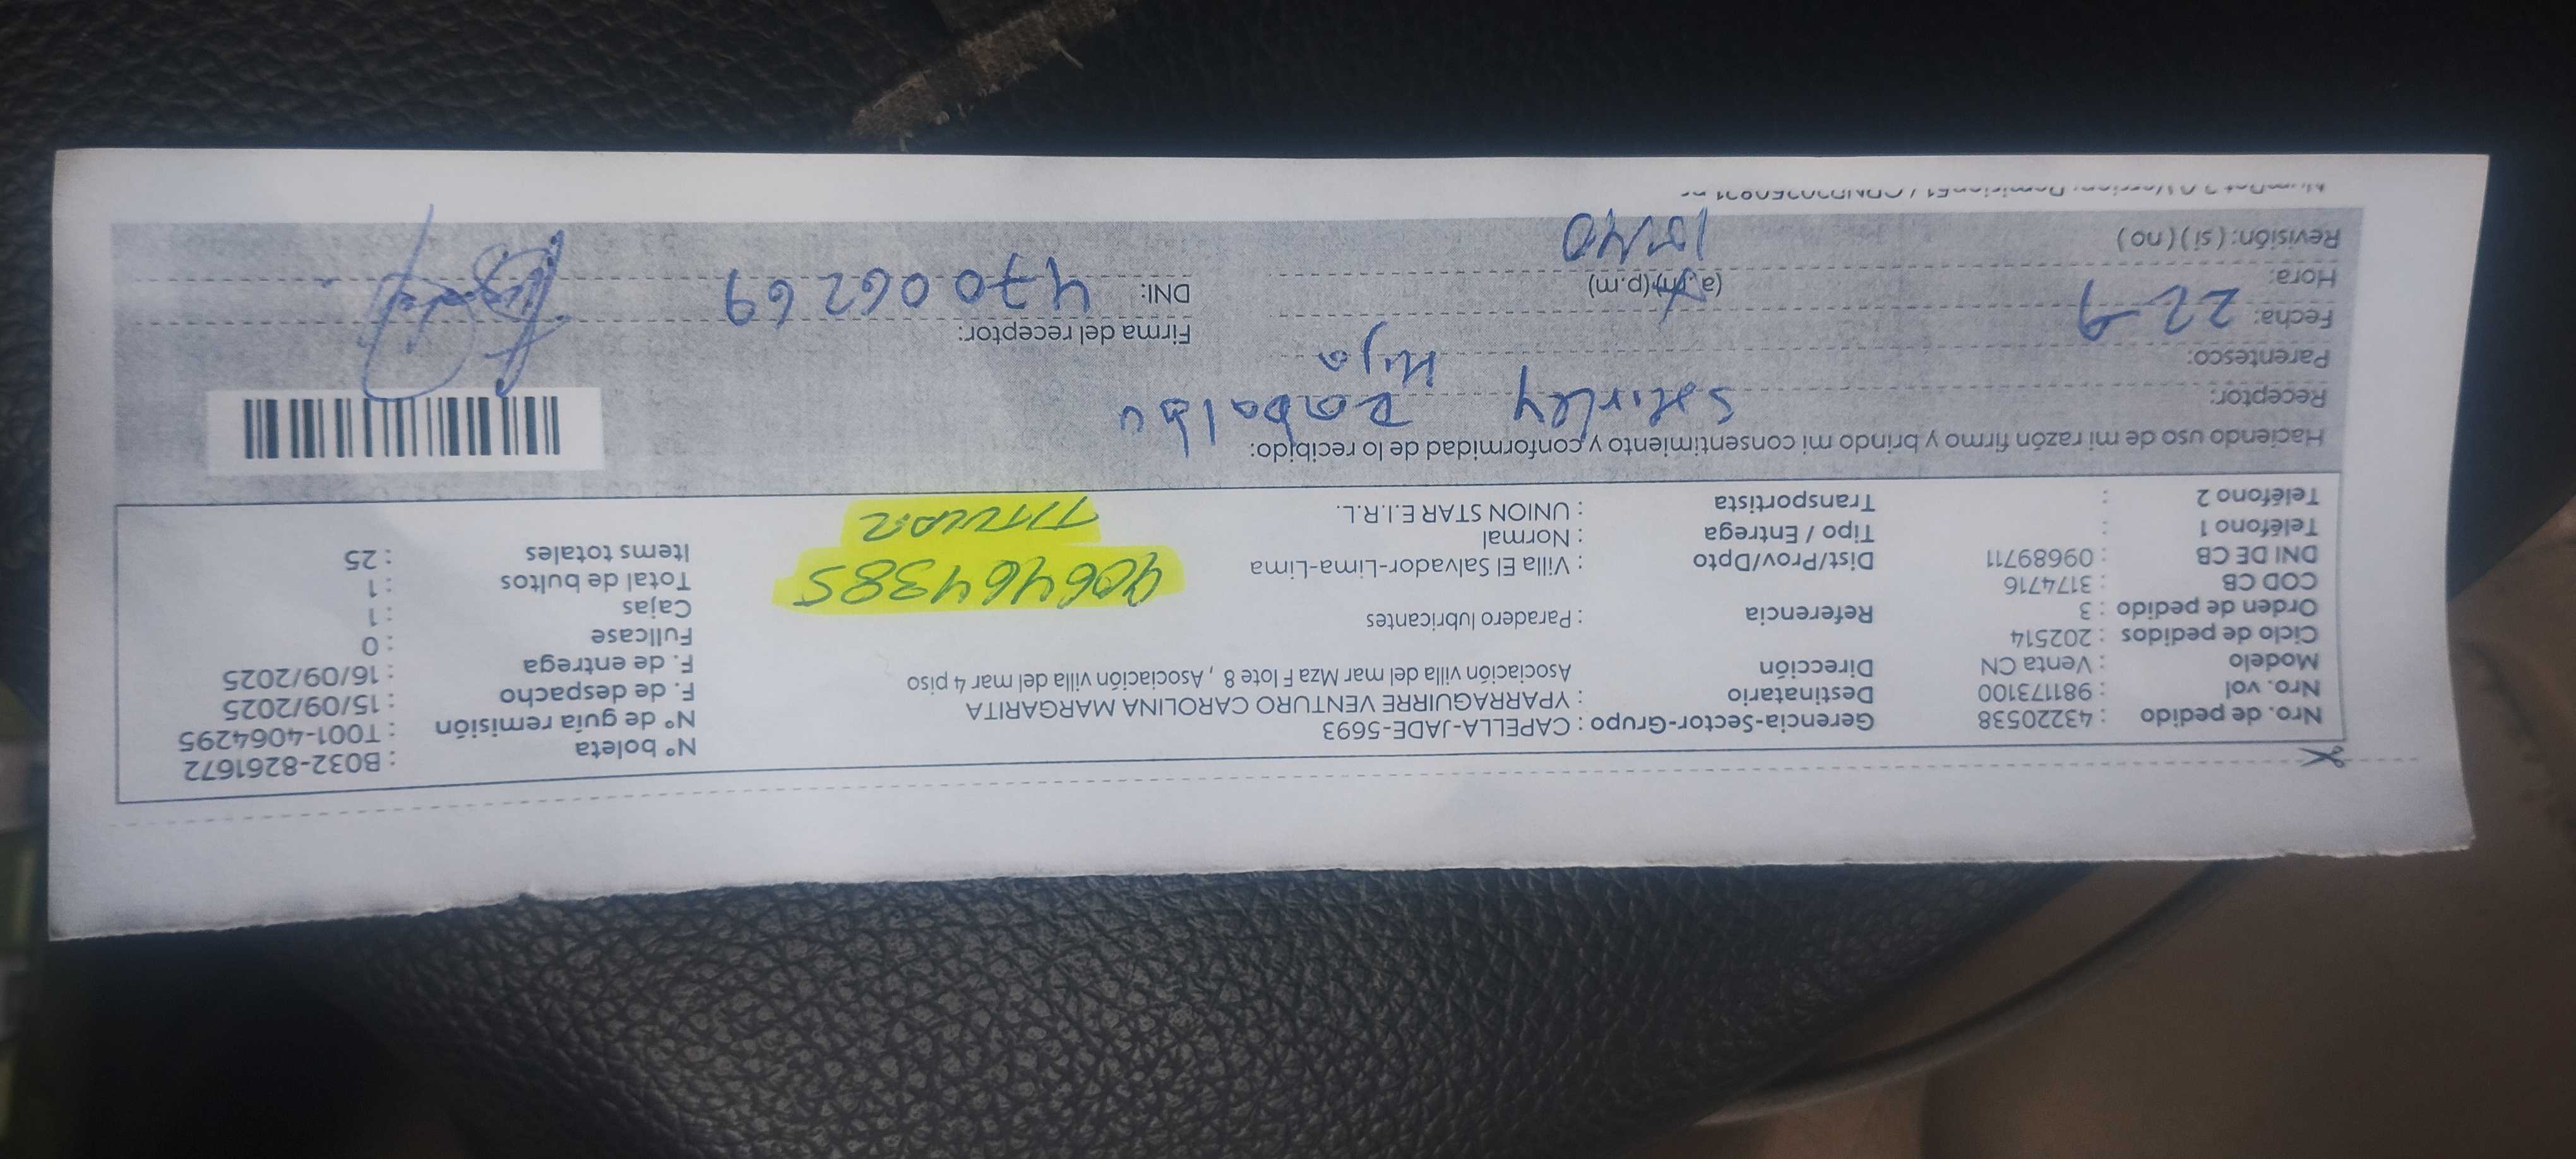 Nro. de pedido : 43220538 Gerencia-Sector-Grupo : CAPELLA-JADE-5693 N° boleta : B032-8261672
Nro. vol : 981173100 Destinatario : YPARRAGUIRRE VENTURO CAROLINA MARGARITA N° de guía remisión : T001-4064295
Modelo : Venta CN Dirección Asociación villa del mar Mza F lote 8 , Asociación villa del mar 4 piso F. de despacho : 15/09/2025
Ciclo de pedidos : 202514 F. de entrega : 16/09/2025
Orden de pedido : 3 Referencia : Paradero lubricantes Fullcase : 0
COD CB : 3174716 Cajas : 1
DNI DE CB : 09689711 Dist/Prov/Dpto : Villa El Salvador-Lima-Lima 906464385 Total de bultos : 1
Teléfono 1 : Tipo / Entrega : Normal Items totales : 25
Teléfono 2 : Transportista : UNION STAR E.I.R.L. TITULAR
Haciendo uso de mi razón firmo y brindo mi consentimiento y conformidad de lo recibido:
Receptor: Shirley
Parentesco: Hija
Fecha: 22-9 Firma del receptor:
Hora: (a.m) (p.m) DNI: 47006269
Revisión: ( si ) ( no ) 10:40